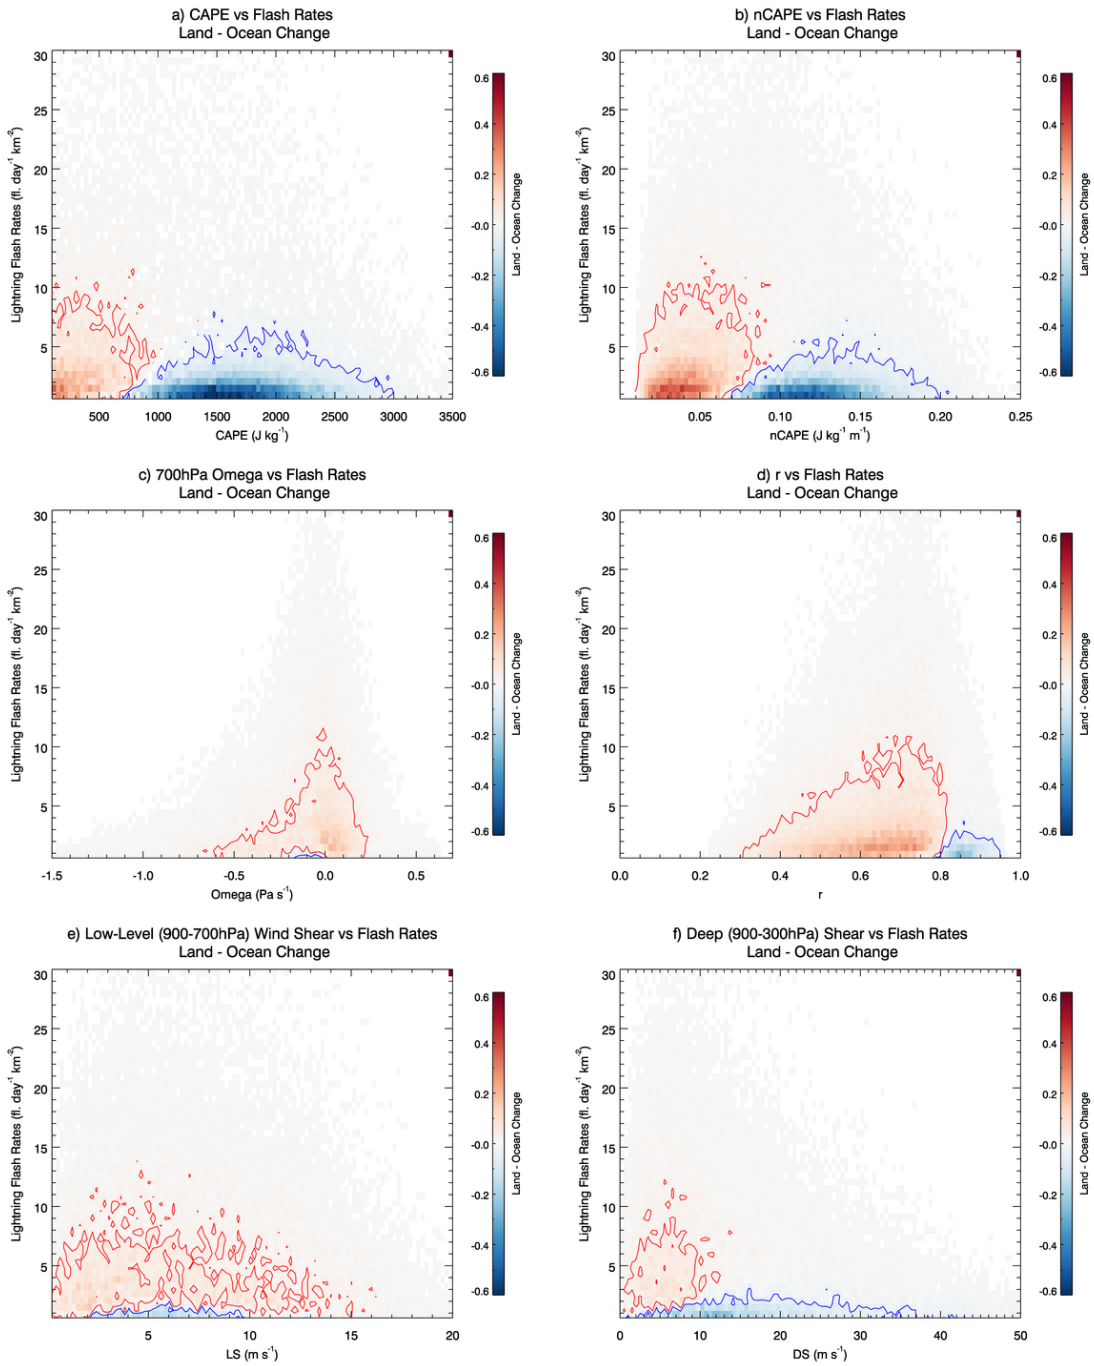 a) CAPE vs Flash Rates
Land - Ocean Change
30
25
20
15
10
5
Lightning Flash Rates (fl. day⁻¹ km⁻²)
500 1000 1500 2000 2500 3000 3500
CAPE (J kg⁻¹)
0.6
0.4
0.2
-0.0
-0.2
-0.4
-0.6
Land - Ocean Change
b) nCAPE vs Flash Rates
Land - Ocean Change
30
25
20
15
10
5
Lightning Flash Rates (fl. day⁻¹ km⁻²)
0.05 0.10 0.15 0.20 0.25
nCAPE (J kg⁻¹ m⁻¹)
0.6
0.4
0.2
-0.0
-0.2
-0.4
-0.6
Land - Ocean Change
c) 700hPa Omega vs Flash Rates
Land - Ocean Change
30
25
20
15
10
5
Lightning Flash Rates (fl. day⁻¹ km⁻²)
-1.5 -1.0 -0.5 0.0 0.5
Omega (Pa s⁻¹)
0.6
0.4
0.2
-0.0
-0.2
-0.4
-0.6
Land - Ocean Change
d) r vs Flash Rates
Land - Ocean Change
30
25
20
15
10
5
Lightning Flash Rates (fl. day⁻¹ km⁻²)
0.0 0.2 0.4 0.6 0.8 1.0
r
0.6
0.4
0.2
-0.0
-0.2
-0.4
-0.6
Land - Ocean Change
e) Low-Level (900-700hPa) Wind Shear vs Flash Rates
Land - Ocean Change
30
25
20
15
10
5
Lightning Flash Rates (fl. day⁻¹ km⁻²)
5 10 15 20
LS (m s⁻¹)
0.6
0.4
0.2
-0.0
-0.2
-0.4
-0.6
Land - Ocean Change
f) Deep (900-300hPa) Shear vs Flash Rates
Land - Ocean Change
30
25
20
15
10
5
Lightning Flash Rates (fl. day⁻¹ km⁻²)
0 10 20 30 40 50
DS (m s⁻¹)
0.6
0.4
0.2
-0.0
-0.2
-0.4
-0.6
Land - Ocean Change